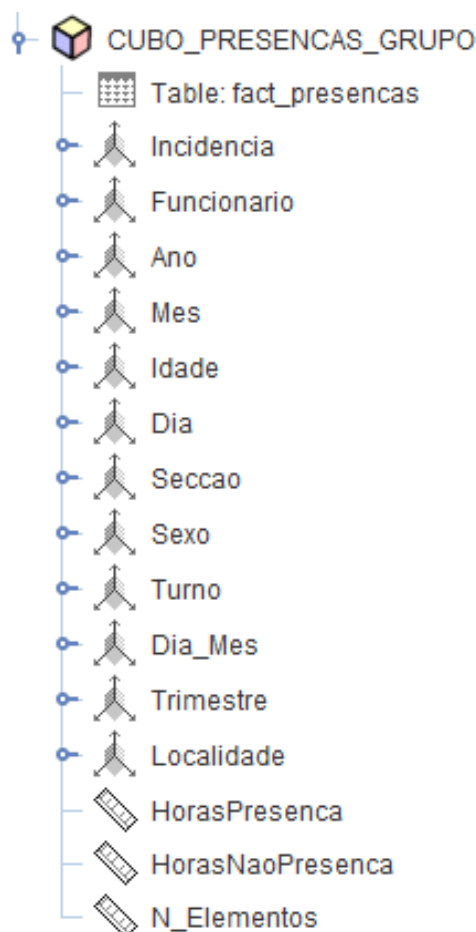 CUBO_PRESENCAS_GRUPO
Table: fact_presencas
Incidencia
Funcionario
Ano
Mes
Idade
Dia
Seccao
Sexo
Turno
Dia_Mes
Trimestre
Localidade
HorasPresenca
HorasNaoPresenca
N_Elementos